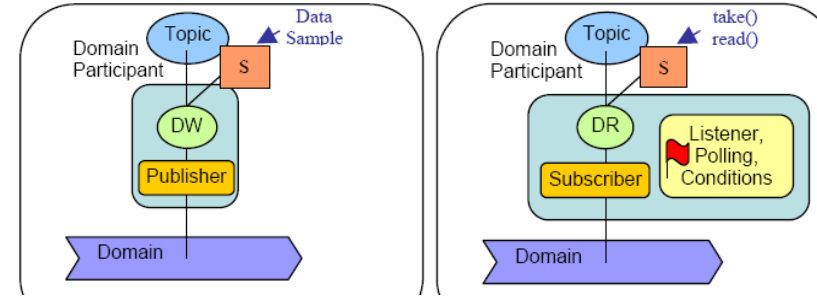 Topic
Data
Sample
Domain
Participant
S
DW
Publisher
Domain
Topic
take()
read()
Domain
Participant
S
DR
Listener,
Polling,
Conditions
Subscriber
Domain